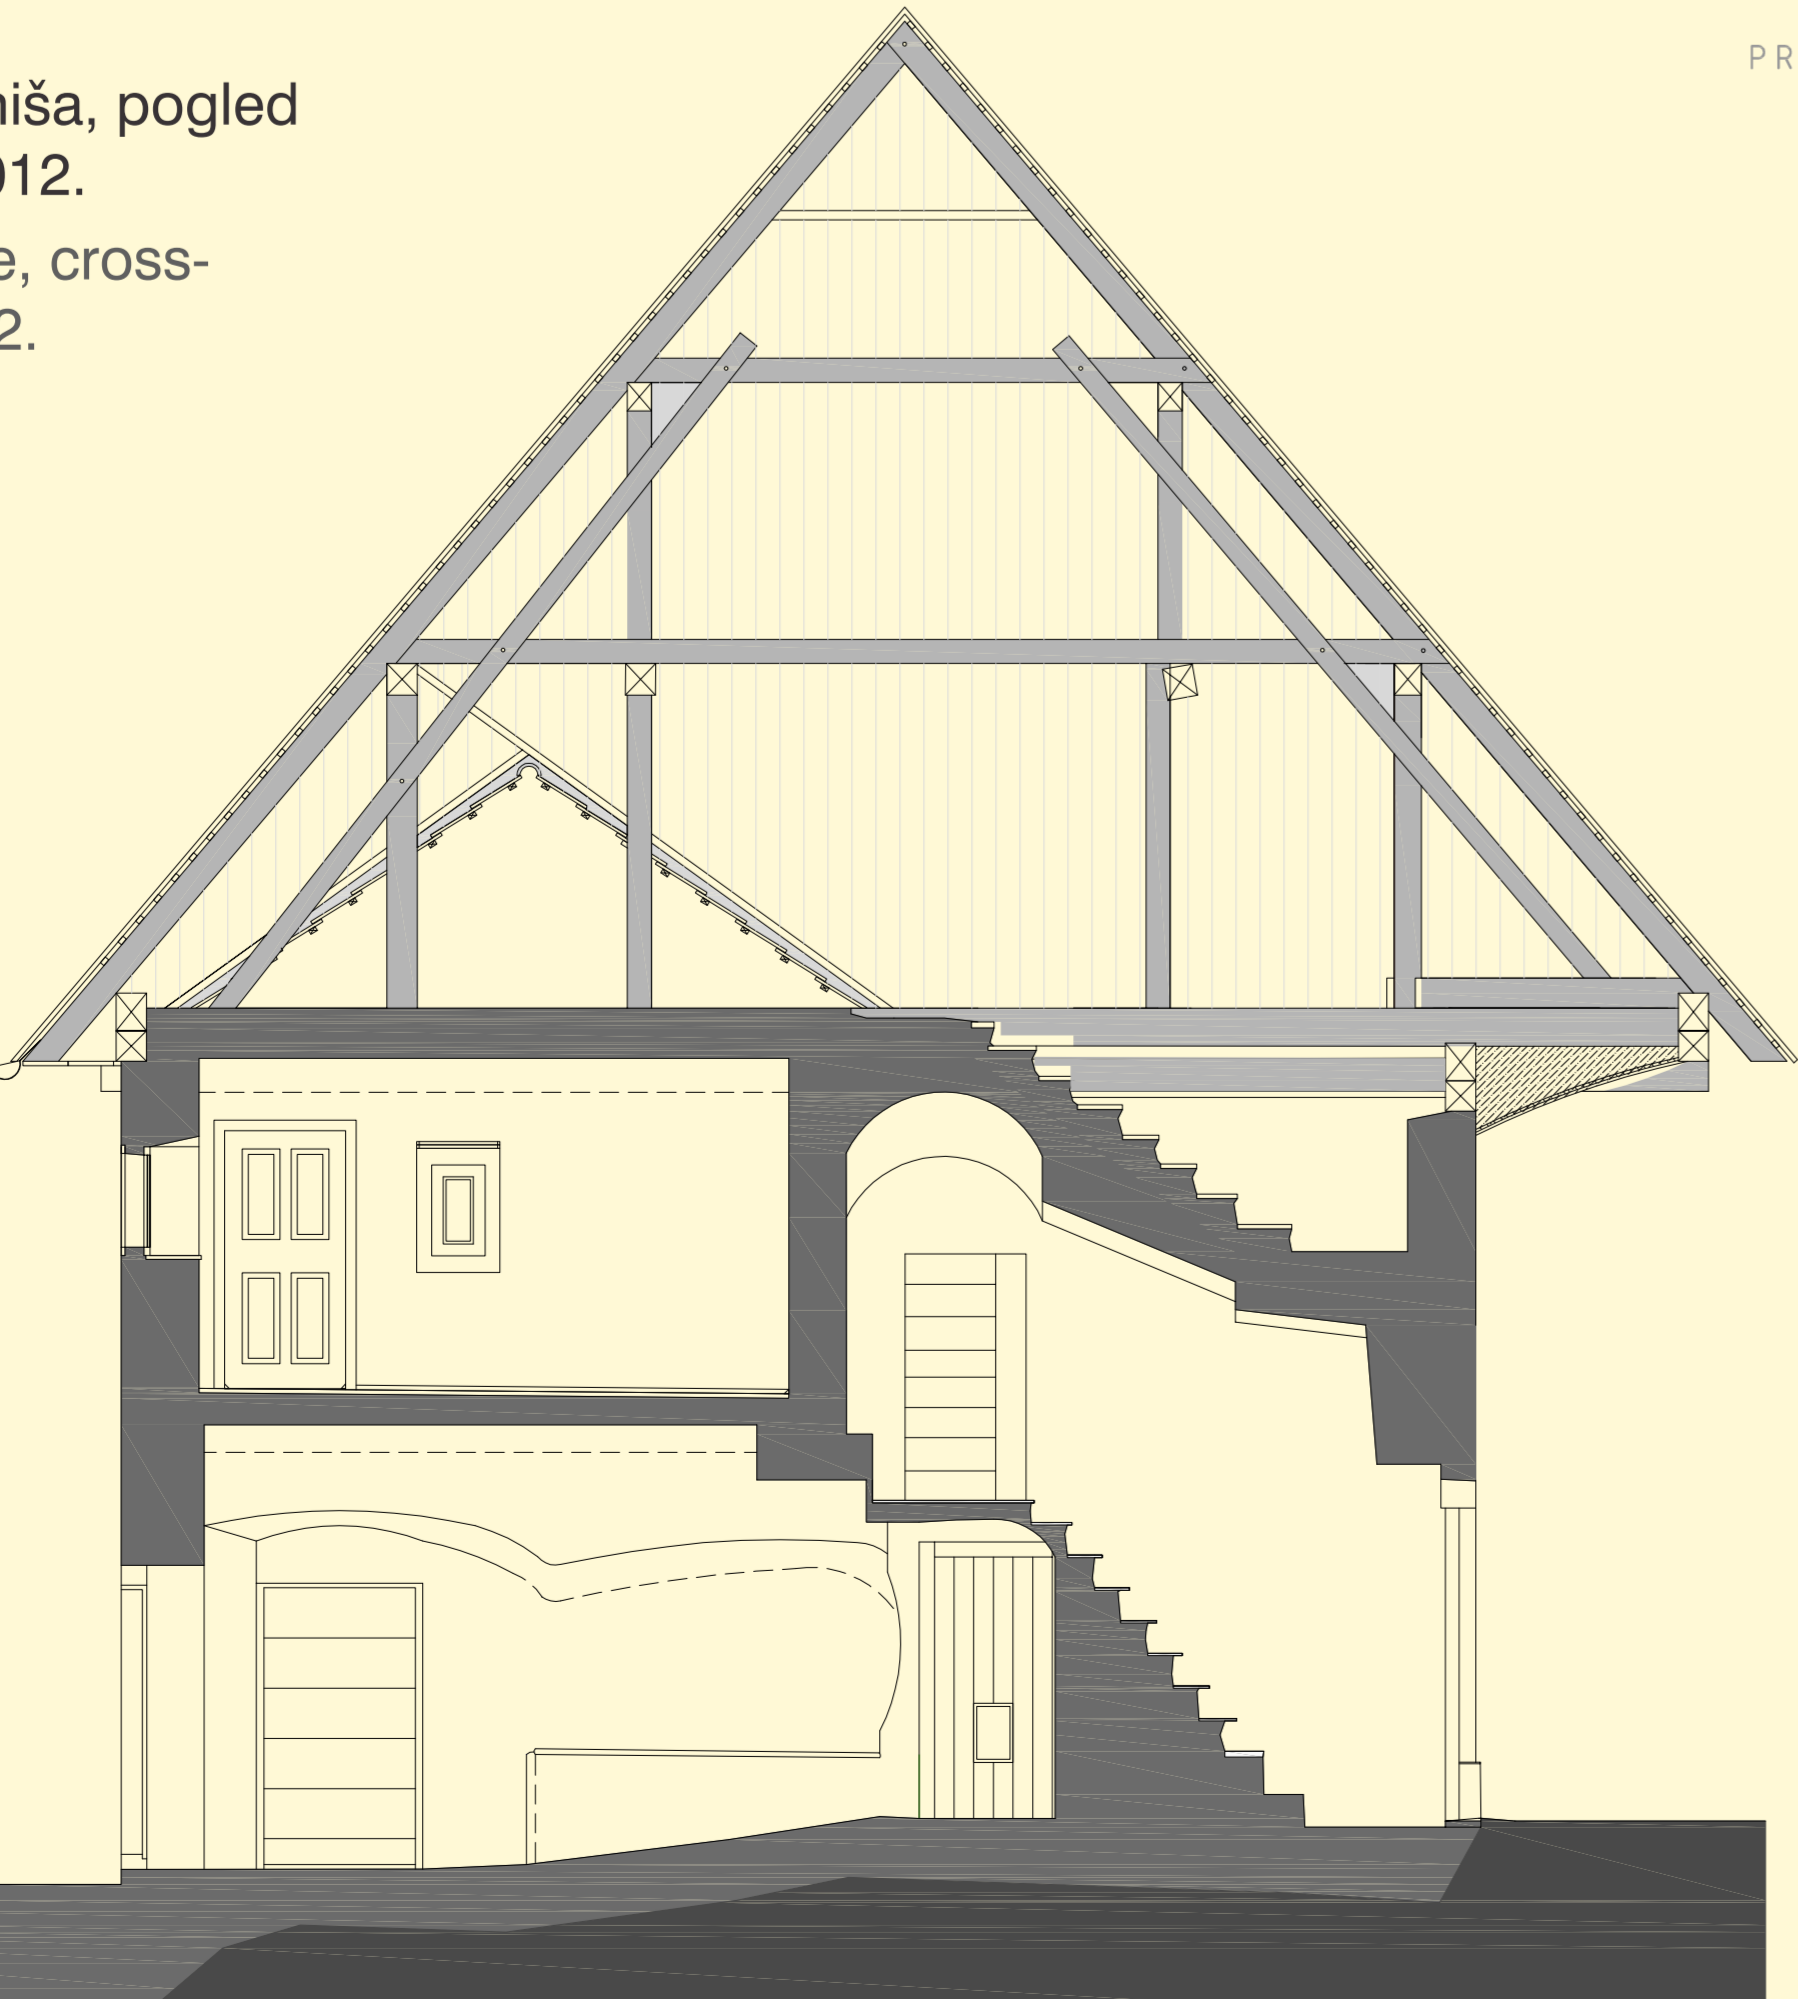 niša, pogled
012.
e, cross-
2.
PR